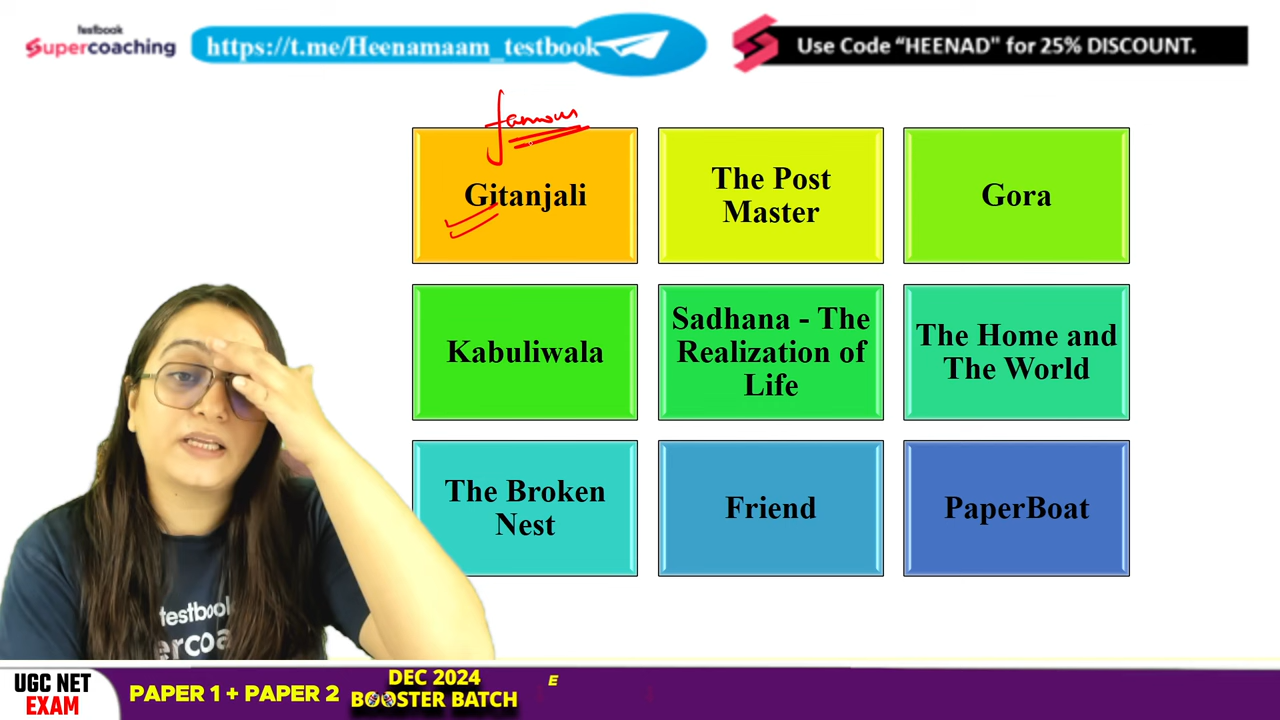 testbook
Supercoaching
https://t.me/Heenamaam_testbook
Use Code “HEENAD" for 25% DISCOUNT.
famous
Gitanjali
The Post
Master
Gora
Kabuliwala
Sadhana - The
Realization of
Life
The Home and
The World
The Broken
Nest
Friend
PaperBoat
testbook
ercoa
UGC NET
EXAM
PAPER 1 + PAPER 2
DEC 2024
BOOSTER BATCH
E